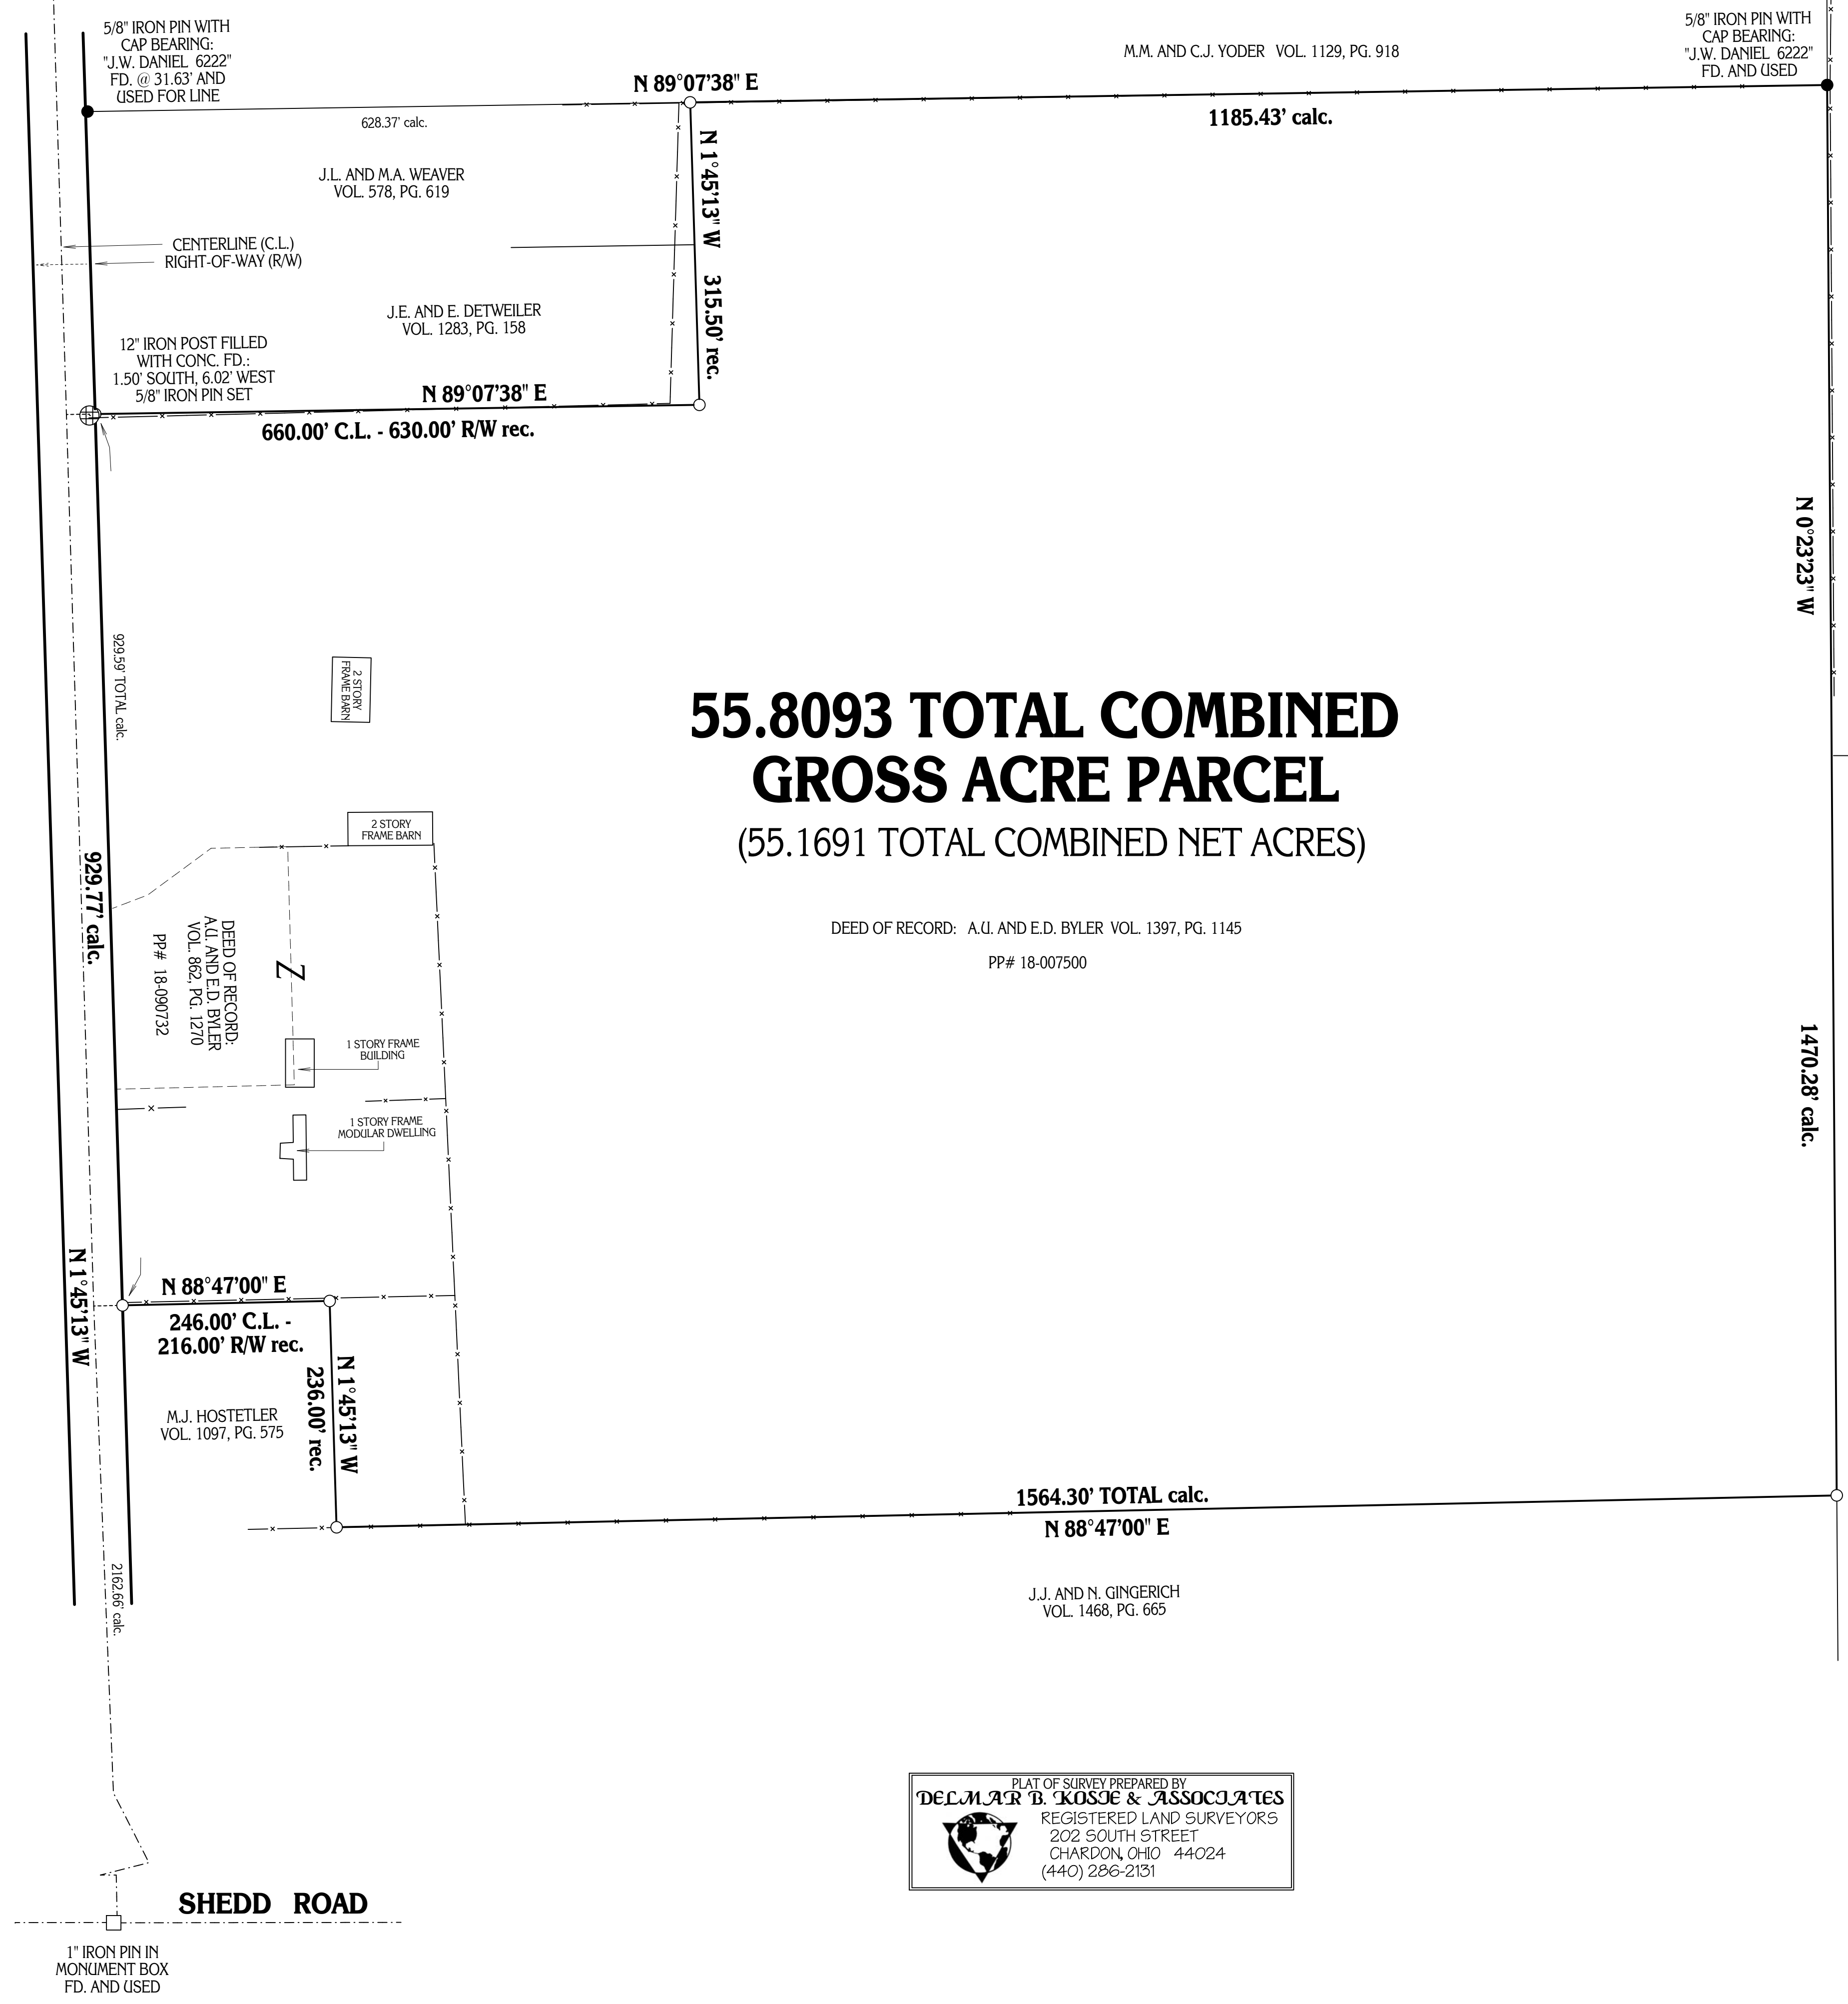 5/8" IRON PIN WITH
CAP BEARING:
"J.W. DANIEL 6222"
FD. @ 31.63' AND
USED FOR LINE
M.M. AND C.J. YODER VOL. 1129, PG. 918
5/8" IRON PIN WITH
CAP BEARING:
"J.W. DANIEL 6222"
FD. AND USED
N 89°07'38" E
628.37' calc.
1185.43' calc.
J.L. AND M.A. WEAVER
VOL. 578, PG. 619
N 1°45'13" W 315.50' rec.
CENTERLINE (C.L.)
RIGHT-OF-WAY (R/W)
J.E. AND E. DETWEILER
VOL. 1283, PG. 158
12" IRON POST FILLED
WITH CONC. FD.:
1.50' SOUTH, 6.02' WEST
5/8" IRON PIN SET
N 89°07'38" E
660.00' C.L. - 630.00' R/W rec.
N 0°23'23" W
929.59' TOTAL calc.
2 STORY
FRAME BARN
55.8093 TOTAL COMBINED
GROSS ACRE PARCEL
(55.1691 TOTAL COMBINED NET ACRES)
2 STORY
FRAME BARN
929.77' calc.
DEED OF RECORD: A.U. AND E.D. BYLER VOL. 1397, PG. 1145
PP# 18-007500
DEED OF RECORD:
A.U. AND E.D. BYLER
VOL. 862, PG. 1270
PP# 18-090732
Z
1 STORY FRAME
BUILDING
1470.28' calc.
1 STORY FRAME
MODULAR DWELLING
N 1°45'13" W
N 88°47'00" E
246.00' C.L. -
216.00' R/W rec.
N 1°45'13" W
236.00' rec.
M.J. HOSTETLER
VOL. 1097, PG. 575
1564.30' TOTAL calc.
N 88°47'00" E
2162.66' calc.
J.J. AND N. GINGERICH
VOL. 1468, PG. 665
PLAT OF SURVEY PREPARED BY
DELMAR B. KOSIE & ASSOCIATES
REGISTERED LAND SURVEYORS
202 SOUTH STREET
CHARDON, OHIO 44024
(440) 286-2131
SHEDD ROAD
1" IRON PIN IN
MONUMENT BOX
FD. AND USED